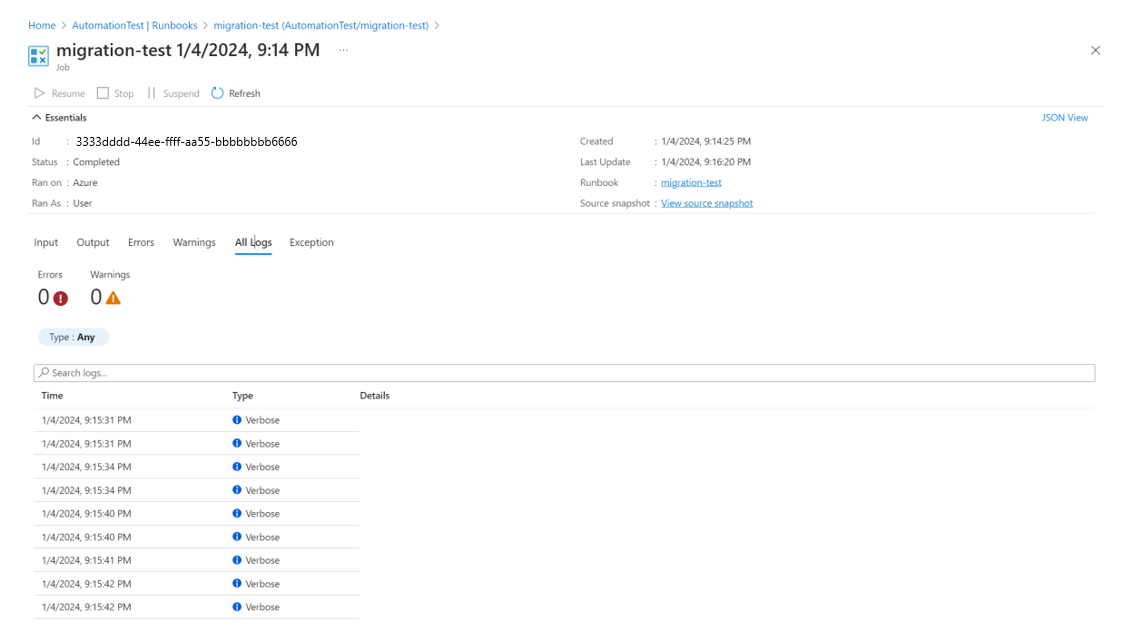 Home > AutomationTest | Runbooks > migration-test (AutomationTest/migration-test) >
migration-test 1/4/2024, 9:14 PM ...
Job
Resume Stop Suspend Refresh
Essentials JSON View
Id : 3333dddd-44ee-ffff-aa55-bbbbbbbb6666 Created : 1/4/2024, 9:14:25 PM
Status : Completed Last Update : 1/4/2024, 9:16:20 PM
Ran on : Azure Runbook : migration-test
Ran As : User Source snapshot : View source snapshot
Input Output Errors Warnings All Logs Exception
Errors Warnings
0 0
Type : Any
Search logs...
Time Type Details
1/4/2024, 9:15:31 PM Verbose
1/4/2024, 9:15:31 PM Verbose
1/4/2024, 9:15:34 PM Verbose
1/4/2024, 9:15:34 PM Verbose
1/4/2024, 9:15:40 PM Verbose
1/4/2024, 9:15:40 PM Verbose
1/4/2024, 9:15:41 PM Verbose
1/4/2024, 9:15:42 PM Verbose
1/4/2024, 9:15:42 PM Verbose